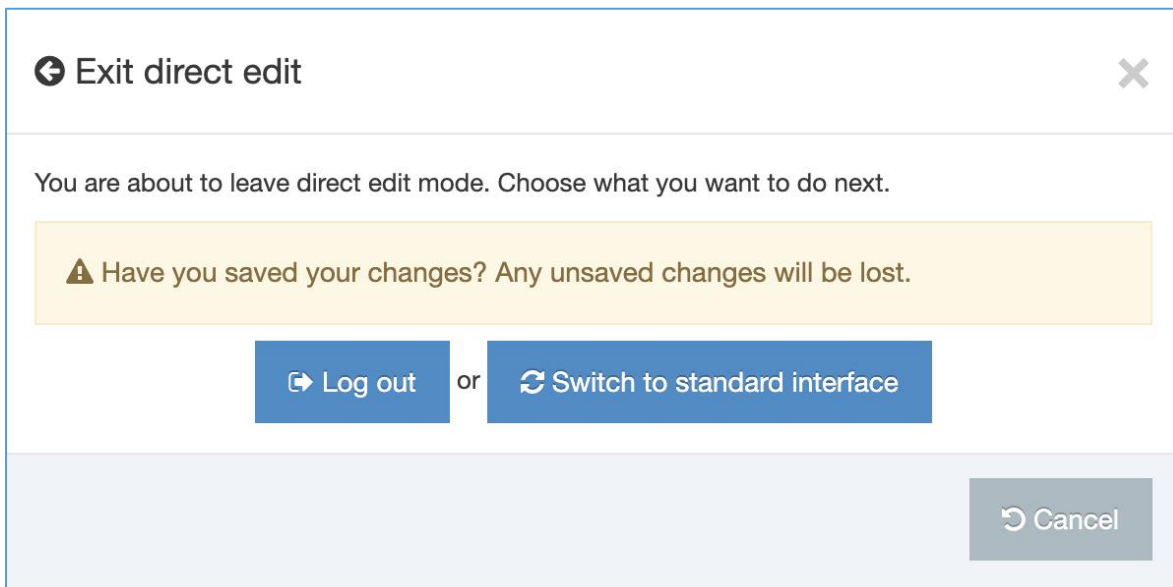 Exit direct edit
You are about to leave direct edit mode. Choose what you want to do next.
Have you saved your changes? Any unsaved changes will be lost.
Log out or Switch to standard interface
Cancel